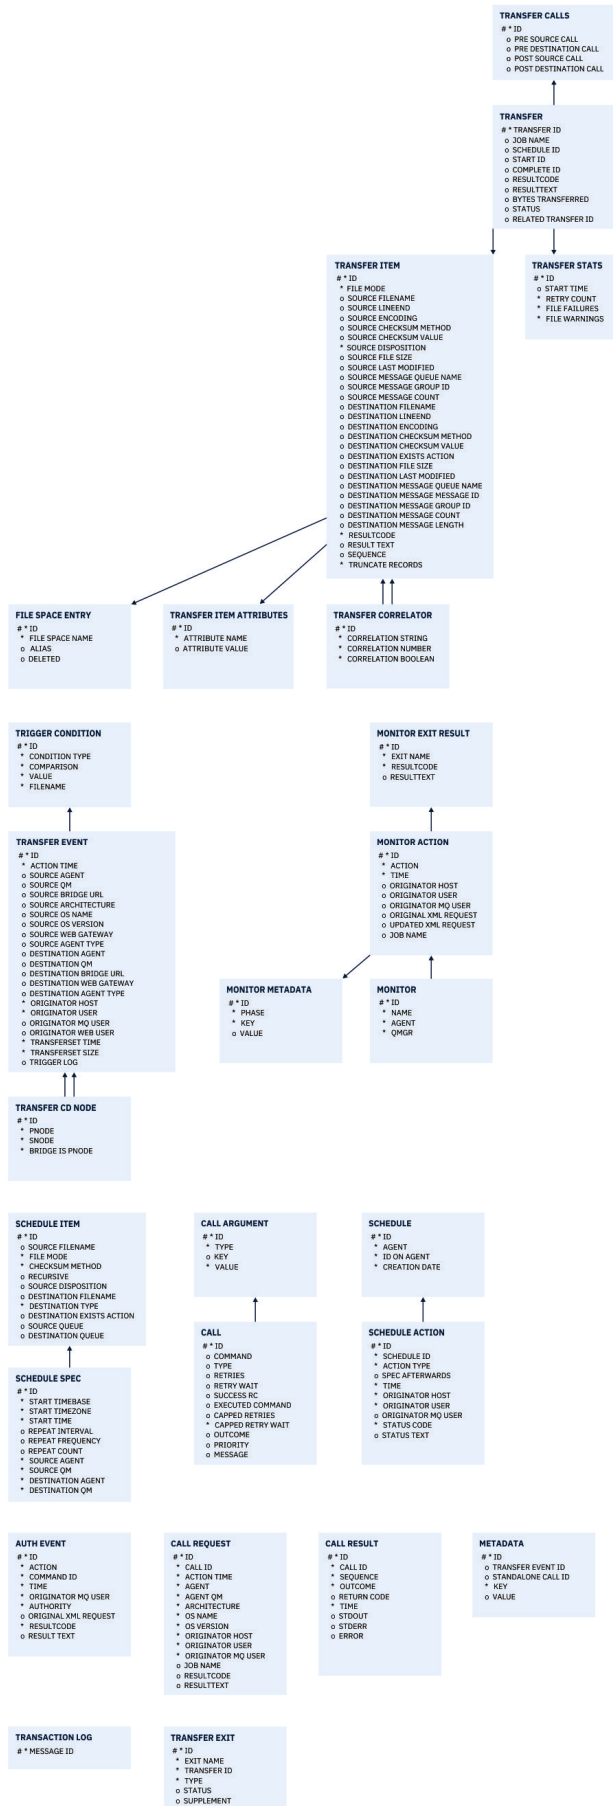 TRANSFER CALLS
# * ID
o PRE SOURCE CALL
o PRE DESTINATION CALL
o POST SOURCE CALL
o POST DESTINATION CALL
TRANSFER
# * TRANSFER ID
o JOB NAME
o SCHEDULE ID
o START ID
o COMPLETE ID
o RESULTCODE
o RESULTTEXT
o BYTES TRANSFERRED
o STATUS
o RELATED TRANSFER ID
TRANSFER ITEM
# * ID
* FILE MODE
o SOURCE FILENAME
o SOURCE LINEEND
o SOURCE ENCODING
o SOURCE CHECKSUM METHOD
o SOURCE CHECKSUM VALUE
* SOURCE DISPOSITION
o SOURCE FILE SIZE
o SOURCE LAST MODIFIED
o SOURCE MESSAGE QUEUE NAME
o SOURCE MESSAGE GROUP ID
o SOURCE MESSAGE COUNT
o DESTINATION FILENAME
o DESTINATION LINEEND
o DESTINATION ENCODING
o DESTINATION CHECKSUM METHOD
o DESTINATION CHECKSUM VALUE
o DESTINATION EXISTS ACTION
o DESTINATION FILE SIZE
o DESTINATION LAST MODIFIED
o DESTINATION MESSAGE QUEUE NAME
o DESTINATION MESSAGE MESSAGE ID
o DESTINATION MESSAGE GROUP ID
o DESTINATION MESSAGE COUNT
o DESTINATION MESSAGE LENGTH
* RESULTCODE
o RESULT TEXT
o SEQUENCE
* TRUNCATE RECORDS
TRANSFER STATS
# * ID
o START TIME
* RETRY COUNT
* FILE FAILURES
* FILE WARNINGS
FILE SPACE ENTRY
# * ID
* FILE SPACE NAME
o ALIAS
o DELETED
TRANSFER ITEM ATTRIBUTES
# * ID
* ATTRIBUTE NAME
o ATTRIBUTE VALUE
TRANSFER CORRELATOR
# * ID
* CORRELATION STRING
* CORRELATION NUMBER
* CORRELATION BOOLEAN
TRIGGER CONDITION
# * ID
* CONDITION TYPE
* COMPARISON
* VALUE
* FILENAME
MONITOR EXIT RESULT
# * ID
* EXIT NAME
* RESULTCODE
o RESULTTEXT
TRANSFER EVENT
# * ID
* ACTION TIME
o SOURCE AGENT
o SOURCE QM
o SOURCE BRIDGE URL
o SOURCE ARCHITECTURE
o SOURCE OS NAME
o SOURCE OS VERSION
o SOURCE WEB GATEWAY
o SOURCE AGENT TYPE
o DESTINATION AGENT
o DESTINATION QM
o DESTINATION BRIDGE URL
o DESTINATION WEB GATEWAY
o DESTINATION AGENT TYPE
* ORIGINATOR HOST
* ORIGINATOR USER
o ORIGINATOR MQ USER
o ORIGINATOR WEB USER
* TRANSFERSET TIME
* TRANSFERSET SIZE
o TRIGGER LOG
MONITOR ACTION
# * ID
* ACTION
* TIME
o ORIGINATOR HOST
o ORIGINATOR USER
o ORIGINATOR MQ USER
o ORIGINAL XML REQUEST
o UPDATED XML REQUEST
o JOB NAME
MONITOR METADATA
# * ID
* PHASE
* KEY
o VALUE
MONITOR
# * ID
* NAME
* AGENT
* QMGR
TRANSFER CD NODE
# * ID
* PNODE
* SNODE
* BRIDGE IS PNODE
SCHEDULE ITEM
# * ID
o SOURCE FILENAME
* FILE MODE
* CHECKSUM METHOD
o RECURSIVE
o SOURCE DISPOSITION
o DESTINATION FILENAME
* DESTINATION TYPE
o DESTINATION EXISTS ACTION
o SOURCE QUEUE
o DESTINATION QUEUE
CALL ARGUMENT
# * ID
* TYPE
o KEY
* VALUE
SCHEDULE
# * ID
* AGENT
* ID ON AGENT
* CREATION DATE
SCHEDULE SPEC
# * ID
* START TIMEBASE
* START TIMEZONE
* START TIME
o REPEAT INTERVAL
o REPEAT FREQUENCY
o REPEAT COUNT
* SOURCE AGENT
* SOURCE QM
* DESTINATION AGENT
* DESTINATION QM
CALL
# * ID
o COMMAND
o TYPE
o RETRIES
o RETRY WAIT
o SUCCESS RC
o EXECUTED COMMAND
o CAPPED RETRIES
* CAPPED RETRY WAIT
o OUTCOME
o PRIORITY
o MESSAGE
SCHEDULE ACTION
# * ID
* SCHEDULE ID
* ACTION TYPE
o SPEC AFTERWARDS
* TIME
* ORIGINATOR HOST
* ORIGINATOR USER
o ORIGINATOR MQ USER
* STATUS CODE
o STATUS TEXT
AUTH EVENT
# * ID
* ACTION
* COMMAND ID
* TIME
* ORIGINATOR MQ USER
* AUTHORITY
o ORIGINAL XML REQUEST
* RESULTCODE
o RESULT TEXT
CALL REQUEST
# * ID
* CALL ID
* ACTION TIME
* AGENT
* AGENT QM
* ARCHITECTURE
* OS NAME
* OS VERSION
* ORIGINATOR HOST
* ORIGINATOR USER
* ORIGINATOR MQ USER
o JOB NAME
o RESULTCODE
o RESULTTEXT
CALL RESULT
# * ID
* CALL ID
* SEQUENCE
* OUTCOME
o RETURN CODE
* TIME
o STDOUT
o STDERR
o ERROR
METADATA
# * ID
o TRANSFER EVENT ID
o STANDALONE CALL ID
* KEY
o VALUE
TRANSACTION LOG
# * MESSAGE ID
TRANSFER EXIT
# * ID
* EXIT NAME
* TRANSFER ID
* TYPE
o STATUS
o SUPPLEMENT